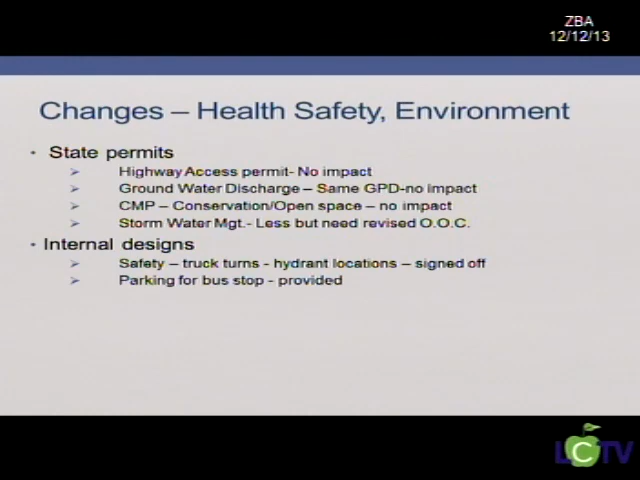 ZBA
12/12/13
Changes – Health Safety, Environment
• State permits
➢ Highway Access permit- No impact
➢ Ground Water Discharge – Same GPD-no impact
➢ CMP – Conservation/Open space – no impact
➢ Storm Water Mgt.- Less but need revised O.O.C.
• Internal designs
➢ Safety – truck turns - hydrant locations – signed off
➢ Parking for bus stop - provided
LCTV